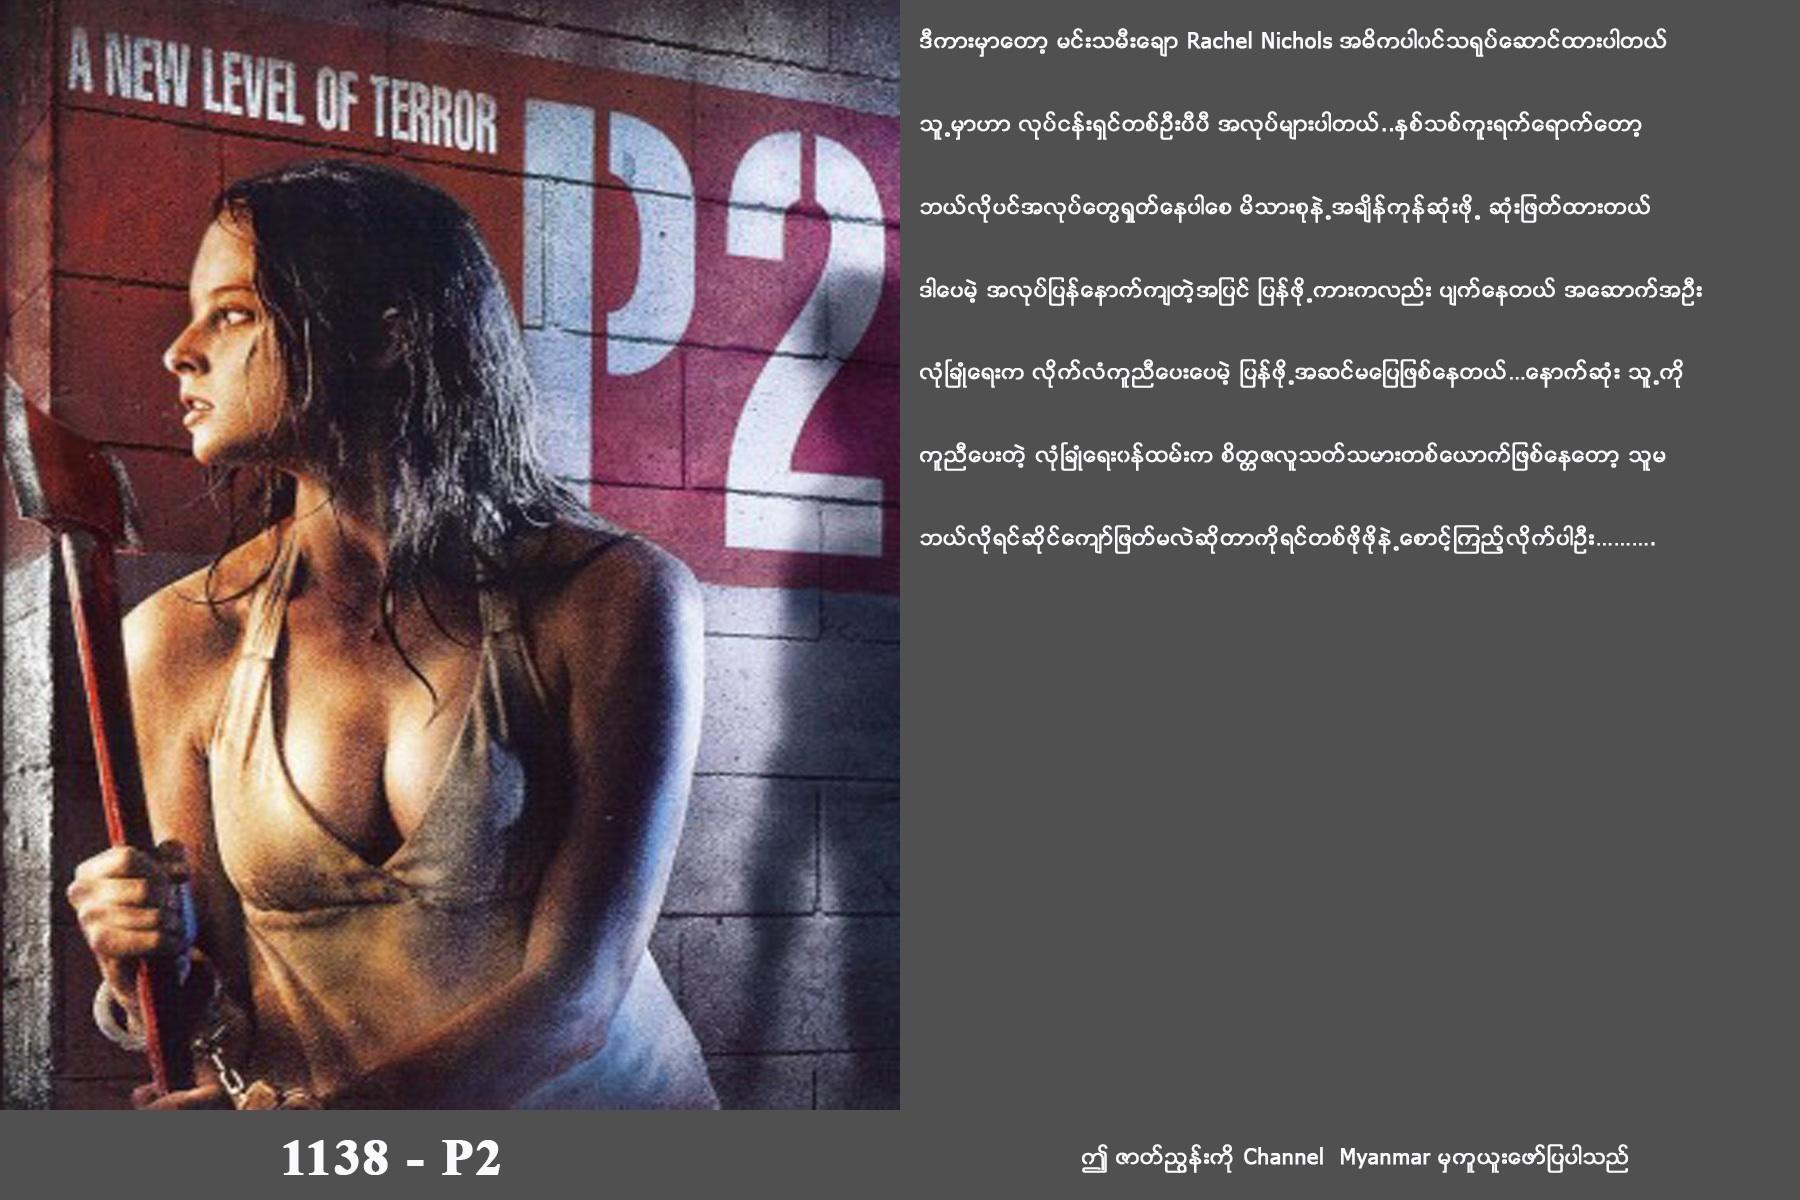 A NEW LEVEL OF TERROR
P2
ဒီကားမှာတော့ မင်းသမီးချော Rachel Nichols အဓိကပါဝင်သရုပ်ဆောင်ထားပါတယ်
သူ့မှာဟာ လုပ်ငန်းရှင်တစ်ဦးပီပီ အလုပ်များပါတယ်..နှစ်သစ်ကူးရက်ရောက်တော့
ဘယ်လိုပင်အလုပ်တွေရှုတ်နေပါစေ မိသားစုနဲ့အချိန်ကုန်ဆုံးဖို့ ဆုံးဖြတ်ထားတယ်
ဒါပေမဲ့ အလုပ်ပြန်နောက်ကျတဲ့အပြင် ပြန်ဖို့ကားကလည်း ပျက်နေတယ် အဆောက်အဦး
လုံခြုံရေးက လိုက်လံကူညီပေးပေမဲ့ ပြန်ဖို့အဆင်မပြေဖြစ်နေတယ်...နောက်ဆုံး သူ့ကို
ကူညီပေးတဲ့ လုံခြုံရေးဝန်ထမ်းက စိတ္တဇလူသတ်သမားတစ်ယောက်ဖြစ်နေတော့ သူမ
ဘယ်လိုရင်ဆိုင်ကျော်ဖြတ်မလဲဆိုတာကိုရင်တစ်ဖိုဖိုနဲ့စောင့်ကြည့်လိုက်ပါဦး.........
1138 - P2
ဤ ဇာတ်ညွှန်းကို Channel Myanmar မှကူယူးဖော်ပြပါသည်